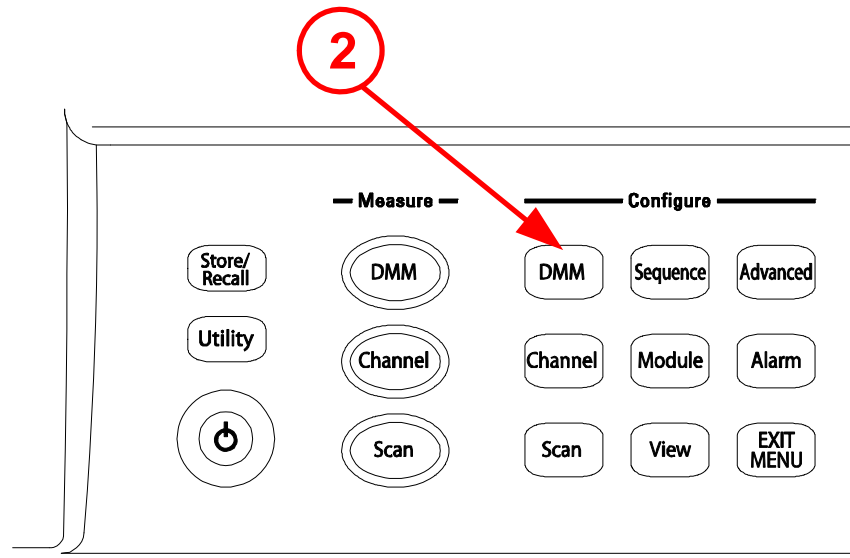 2
Measure
Configure
Store/
Recall
DMM
DMM
Sequence
Advanced
Utility
Channel
Channel
Module
Alarm
Scan
Scan
View
EXIT
MENU